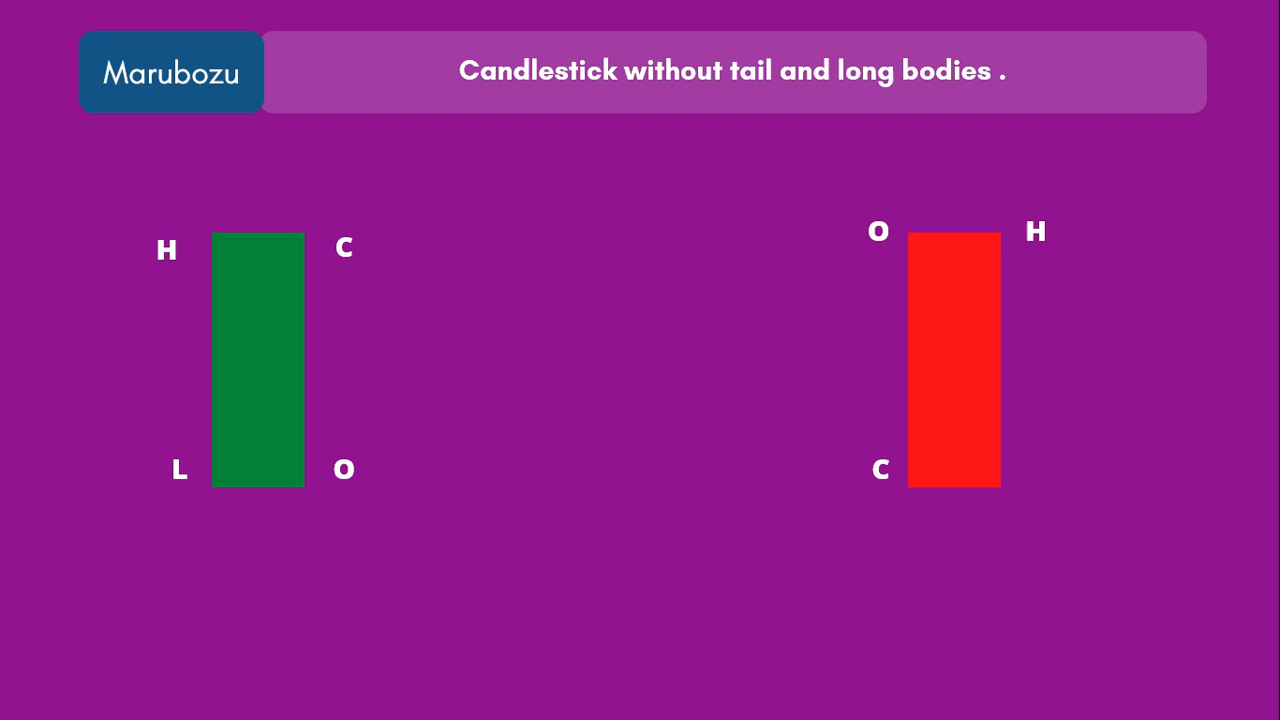 Marubozu
Candlestick without tail and long bodies .
H C
L O
O H
C